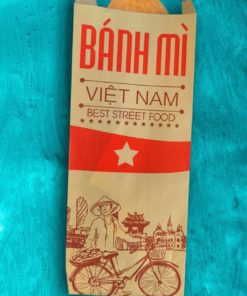 BÁNH MÌ
VIỆT NAM
BEST STREET FOOD